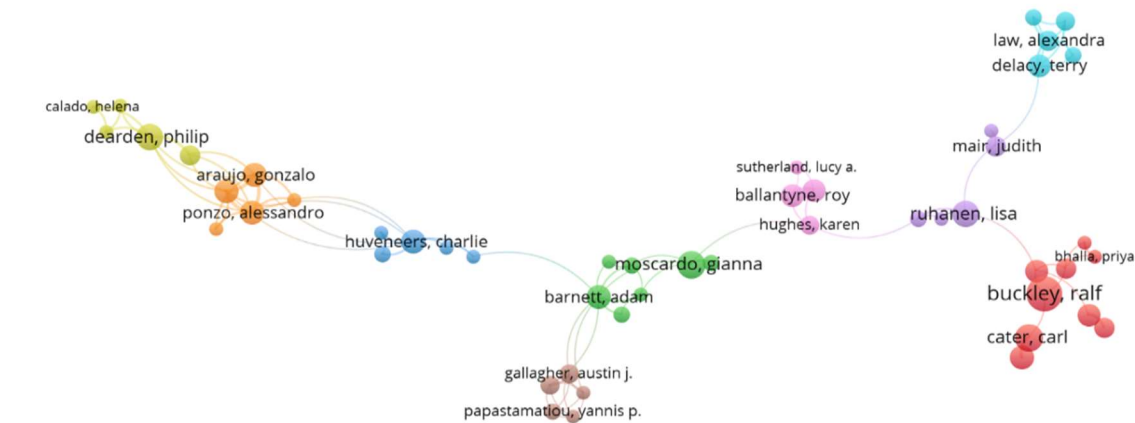 law, alexandra
delacy, terry
calado, helena
dearden, philip
mair, judith
sutherland, lucy a.
araujo, gonzalo
ballantyne, roy
ponzo, alessandro
ruhanen, lisa
hughes, karen
huveneers, charlie
bhalla, priya
moscardo, gianna
buckley, ralf
barnett, adam
cater, carl
gallagher, austin j.
papastamatiou, yannis p.